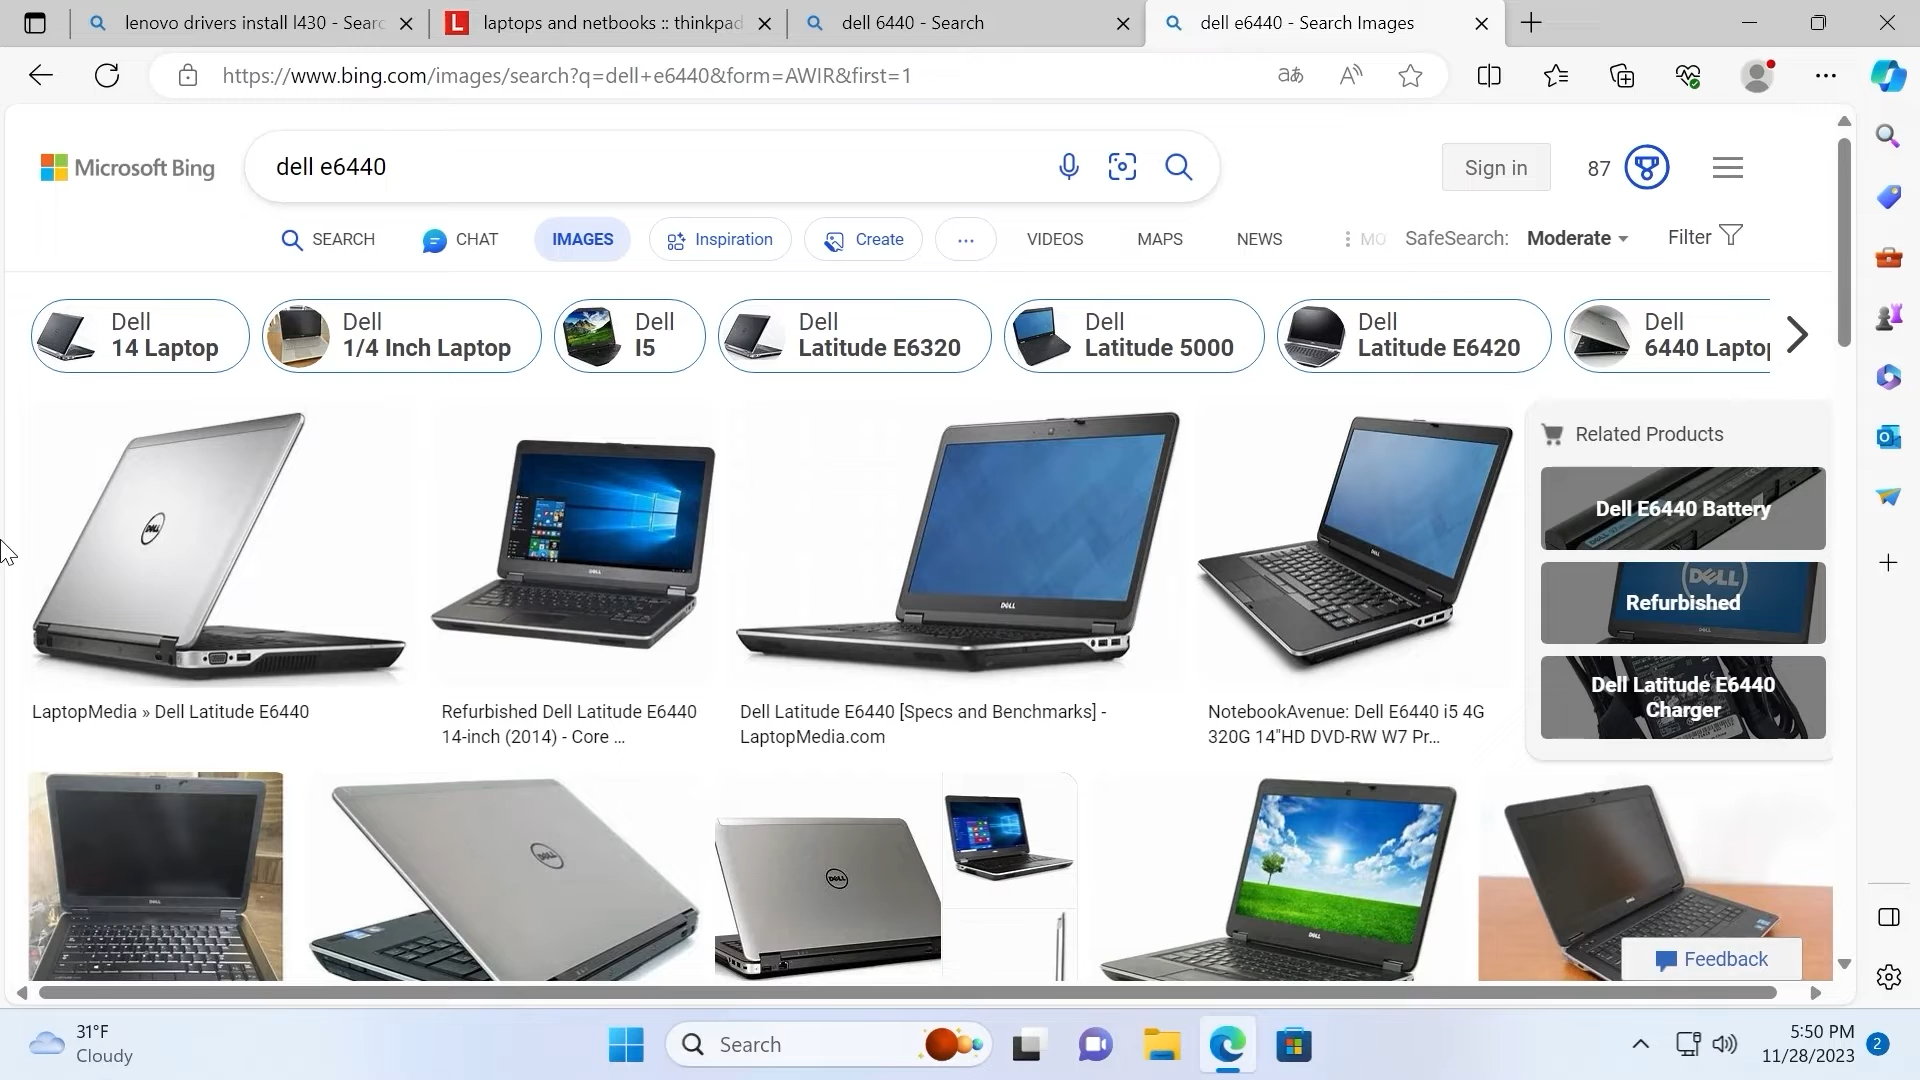 lenovo drivers install l430 - Searc
laptops and netbooks :: thinkpad
dell 6440 - Search
dell e6440 - Search Images
https://www.bing.com/images/search?q=dell+e6440&form=AWIR&first=1
Microsoft Bing
dell e6440
Sign in
87
SEARCH
CHAT
IMAGES
Inspiration
Create
...
VIDEOS
MAPS
NEWS
MO
SafeSearch: Moderate
Filter
Dell
14 Laptop
Dell
1/4 Inch Laptop
Dell
I5
Dell
Latitude E6320
Dell
Latitude 5000
Dell
Latitude E6420
Dell
6440 Laptop
Related Products
Dell E6440 Battery
Refurbished
Dell Latitude E6440
Charger
LaptopMedia » Dell Latitude E6440
Refurbished Dell Latitude E6440
14-inch (2014) - Core ...
Dell Latitude E6440 [Specs and Benchmarks] -
LaptopMedia.com
NotebookAvenue: Dell E6440 i5 4G
320G 14"HD DVD-RW W7 Pr...
Feedback
31°F
Cloudy
Search
5:50 PM
11/28/2023
2